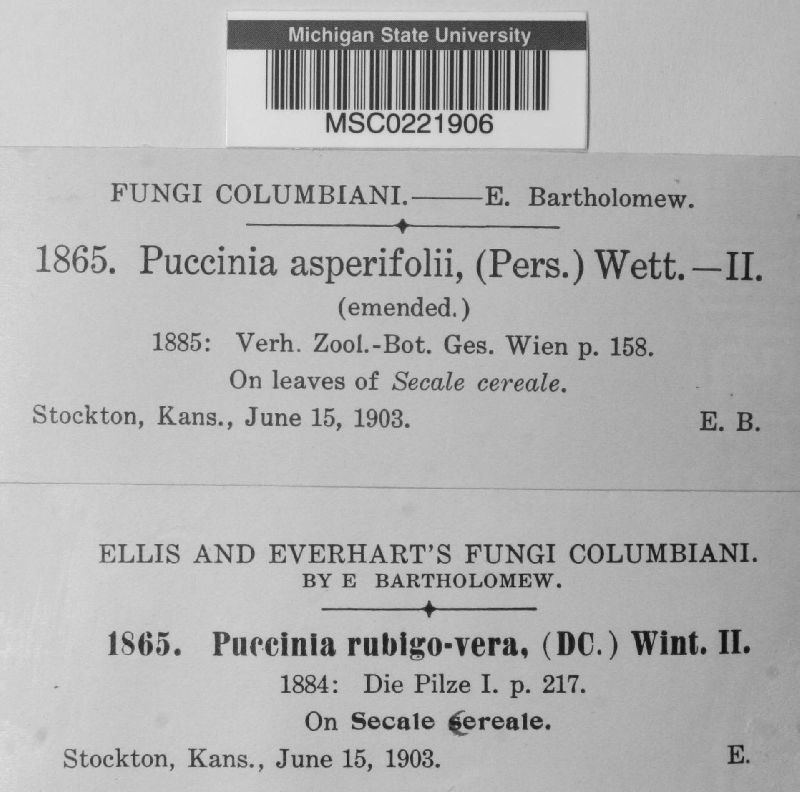 Michigan State University
MSC0221906
FUNGI COLUMBIANI.——E. Bartholomew.
1865. Puccinia asperifolii, (Pers.) Wett.—II.
(emended.)
1885: Verh. Zool.-Bot. Ges. Wien p. 158.
On leaves of Secale cereale.
Stockton, Kans., June 15, 1903. E. B.
ELLIS AND EVERHART'S FUNGI COLUMBIANI.
BY E BARTHOLOMEW.
1865. Puccinia rubigo-vera, (DC.) Wint. II.
1884: Die Pilze I. p. 217.
On Secale cereale.
Stockton, Kans., June 15, 1903. E.